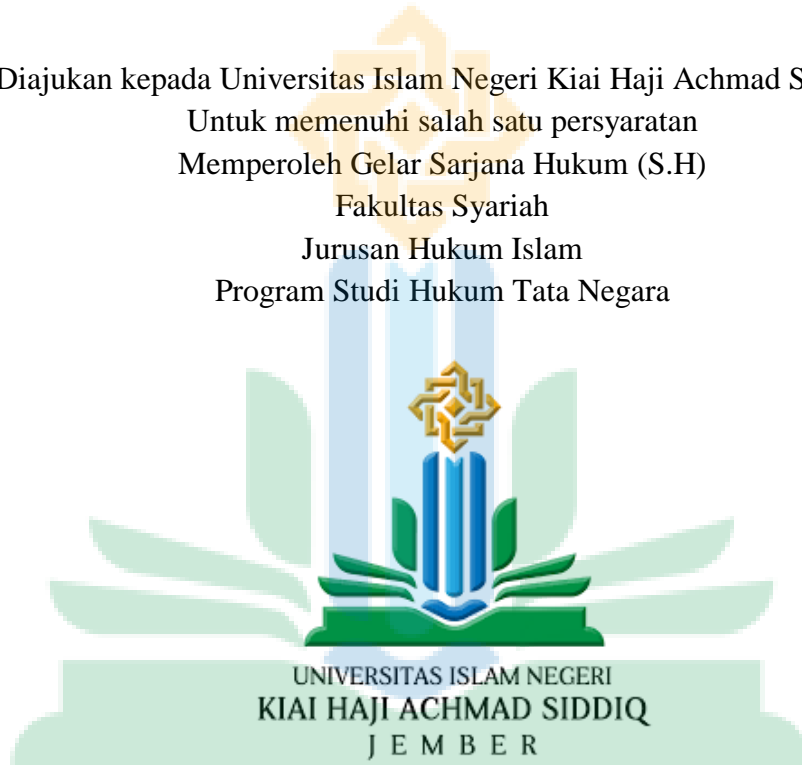 Diajukan kepada Universitas Islam Negeri Kiai Haji Achmad S
Untuk memenuhi salah satu persyaratan
Memperoleh Gelar Sarjana Hukum (S.H)
Fakultas Syariah
Jurusan Hukum Islam
Program Studi Hukum Tata Negara
UNIVERSITAS ISLAM NEGERI
KIAI HAJI ACHMAD SIDDIQ
JEMBER